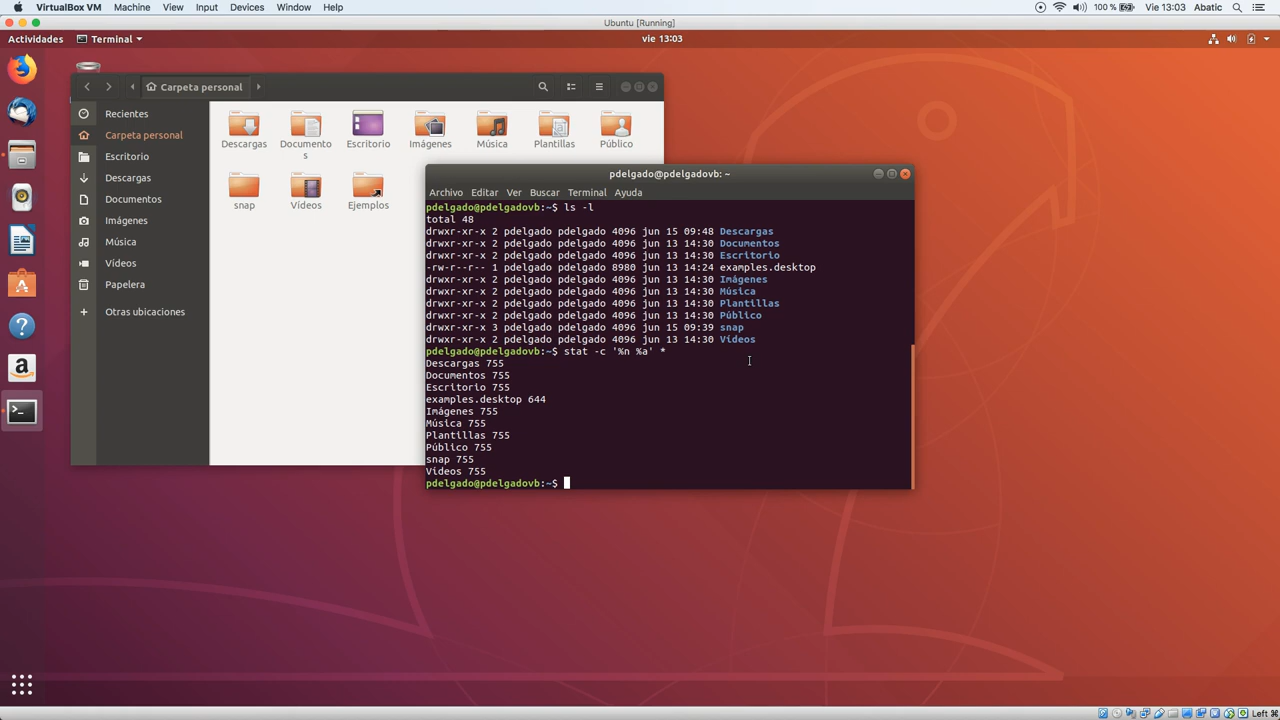 VirtualBox VM Machine View Input Devices Window Help 100 % Vie 13:03 Abatic
Ubuntu [Running]
Actividades Terminal vie 13:03
Carpeta personal
Recientes
Carpeta personal
Escritorio
Descargas
Documentos
Imágenes
Música
Vídeos
Papelera
Otras ubicaciones
Descargas Documento Escritorio Imágenes Música Plantillas Público
s
snap Vídeos Ejemplos
pdelgado@pdelgadovb: ~
Archivo Editar Ver Buscar Terminal Ayuda
pdelgado@pdelgadovb:~$ ls -l
total 48
drwxr-xr-x 2 pdelgado pdelgado 4096 jun 15 09:48 Descargas
drwxr-xr-x 2 pdelgado pdelgado 4096 jun 13 14:30 Documentos
drwxr-xr-x 2 pdelgado pdelgado 4096 jun 13 14:30 Escritorio
-rw-r--r-- 1 pdelgado pdelgado 8980 jun 13 14:24 examples.desktop
drwxr-xr-x 2 pdelgado pdelgado 4096 jun 13 14:30 Imágenes
drwxr-xr-x 2 pdelgado pdelgado 4096 jun 13 14:30 Música
drwxr-xr-x 2 pdelgado pdelgado 4096 jun 13 14:30 Plantillas
drwxr-xr-x 2 pdelgado pdelgado 4096 jun 13 14:30 Público
drwxr-xr-x 3 pdelgado pdelgado 4096 jun 15 09:39 snap
drwxr-xr-x 2 pdelgado pdelgado 4096 jun 13 14:30 Vídeos
pdelgado@pdelgadovb:~$ stat -c '%n %a' *
Descargas 755
Documentos 755
Escritorio 755
examples.desktop 644
Imágenes 755
Música 755
Plantillas 755
Público 755
snap 755
Vídeos 755
pdelgado@pdelgadovb:~$
Left ⌘